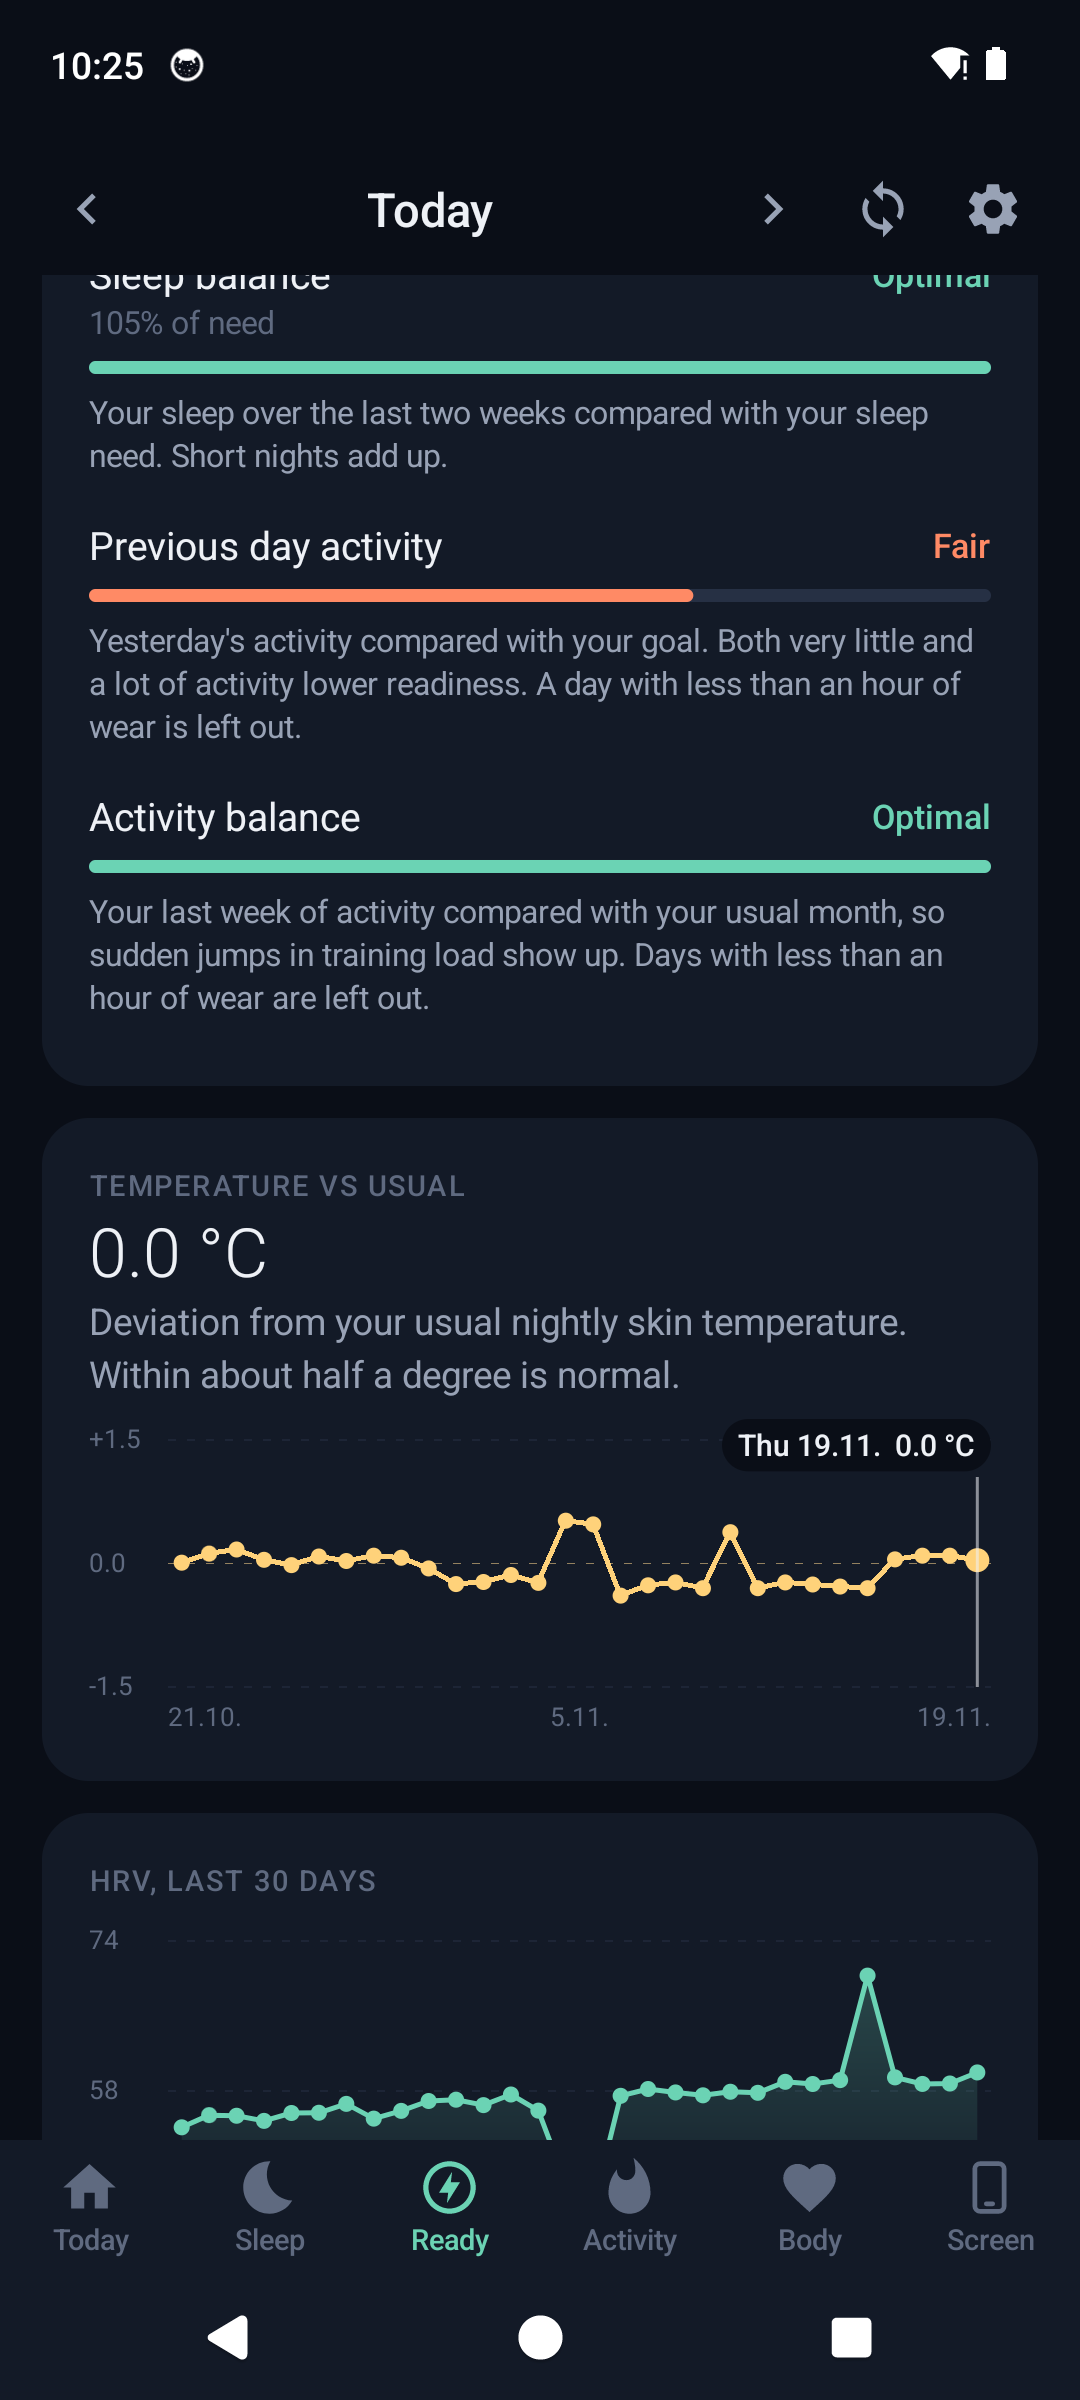 10:25
Today
Sleep balance
Optimal
105% of need
Your sleep over the last two weeks compared with your sleep
need. Short nights add up.
Previous day activity
Fair
Yesterday's activity compared with your goal. Both very little and
a lot of activity lower readiness. A day with less than an hour of
wear is left out.
Activity balance
Optimal
Your last week of activity compared with your usual month, so
sudden jumps in training load show up. Days with less than an
hour of wear are left out.
TEMPERATURE VS USUAL
0.0 °C
Deviation from your usual nightly skin temperature.
Within about half a degree is normal.
+1.5
Thu 19.11. 0.0 °C
0.0
-1.5
21.10.
5.11.
19.11.
HRV, LAST 30 DAYS
74
58
Today
Sleep
Ready
Activity
Body
Screen